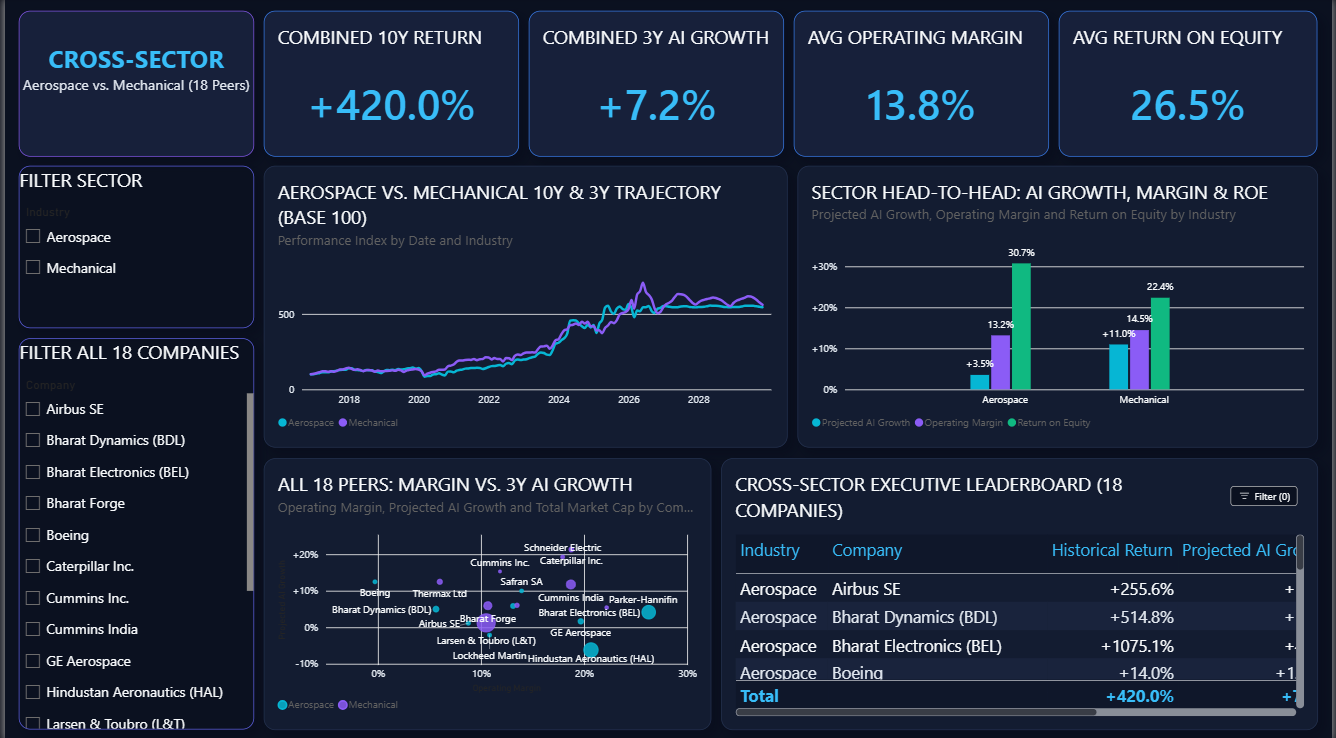 CROSS-SECTOR
Aerospace vs. Mechanical (18 Peers)
COMBINED 10Y RETURN
+420.0%
COMBINED 3Y AI GROWTH
+7.2%
AVG OPERATING MARGIN
13.8%
AVG RETURN ON EQUITY
26.5%
FILTER SECTOR
Industry
Aerospace
Mechanical
FILTER ALL 18 COMPANIES
Company
Airbus SE
Bharat Dynamics (BDL)
Bharat Electronics (BEL)
Bharat Forge
Boeing
Caterpillar Inc.
Cummins Inc.
Cummins India
GE Aerospace
Hindustan Aeronautics (HAL)
Larsen & Toubro (L&T)
AEROSPACE VS. MECHANICAL 10Y & 3Y TRAJECTORY
(BASE 100)
Performance Index by Date and Industry
500
0
2018 2020 2022 2024 2026 2028
Aerospace Mechanical
SECTOR HEAD-TO-HEAD: AI GROWTH, MARGIN & ROE
Projected AI Growth, Operating Margin and Return on Equity by Industry
+30%
+20%
+10%
0%
+3.5%
13.2%
30.7%
+11.0%
14.5%
22.4%
Aerospace Mechanical
Projected AI Growth Operating Margin Return on Equity
ALL 18 PEERS: MARGIN VS. 3Y AI GROWTH
Operating Margin, Projected AI Growth and Total Market Cap by Com...
+20%
+10%
0%
-10%
Schneider Electric
Cummins Inc.
Caterpillar Inc.
Safran SA
Boeing
Thermax Ltd
Cummins India
Parker-Hannifin
Bharat Dynamics (BDL)
Bharat Electronics (BEL)
Airbus SE
Bharat Forge
GE Aerospace
Larsen & Toubro (L&T)
Lockheed Martin
Hindustan Aeronautics (HAL)
0% 10% 20% 30%
Aerospace Mechanical
CROSS-SECTOR EXECUTIVE LEADERBOARD (18
COMPANIES)
Filter (0)
Industry Company Historical Return Projected AI Gro
Aerospace Airbus SE +255.6% +
Aerospace Bharat Dynamics (BDL) +514.8% +
Aerospace Bharat Electronics (BEL) +1075.1% +
Aerospace Boeing +14.0% +1
Total +420.0% +7